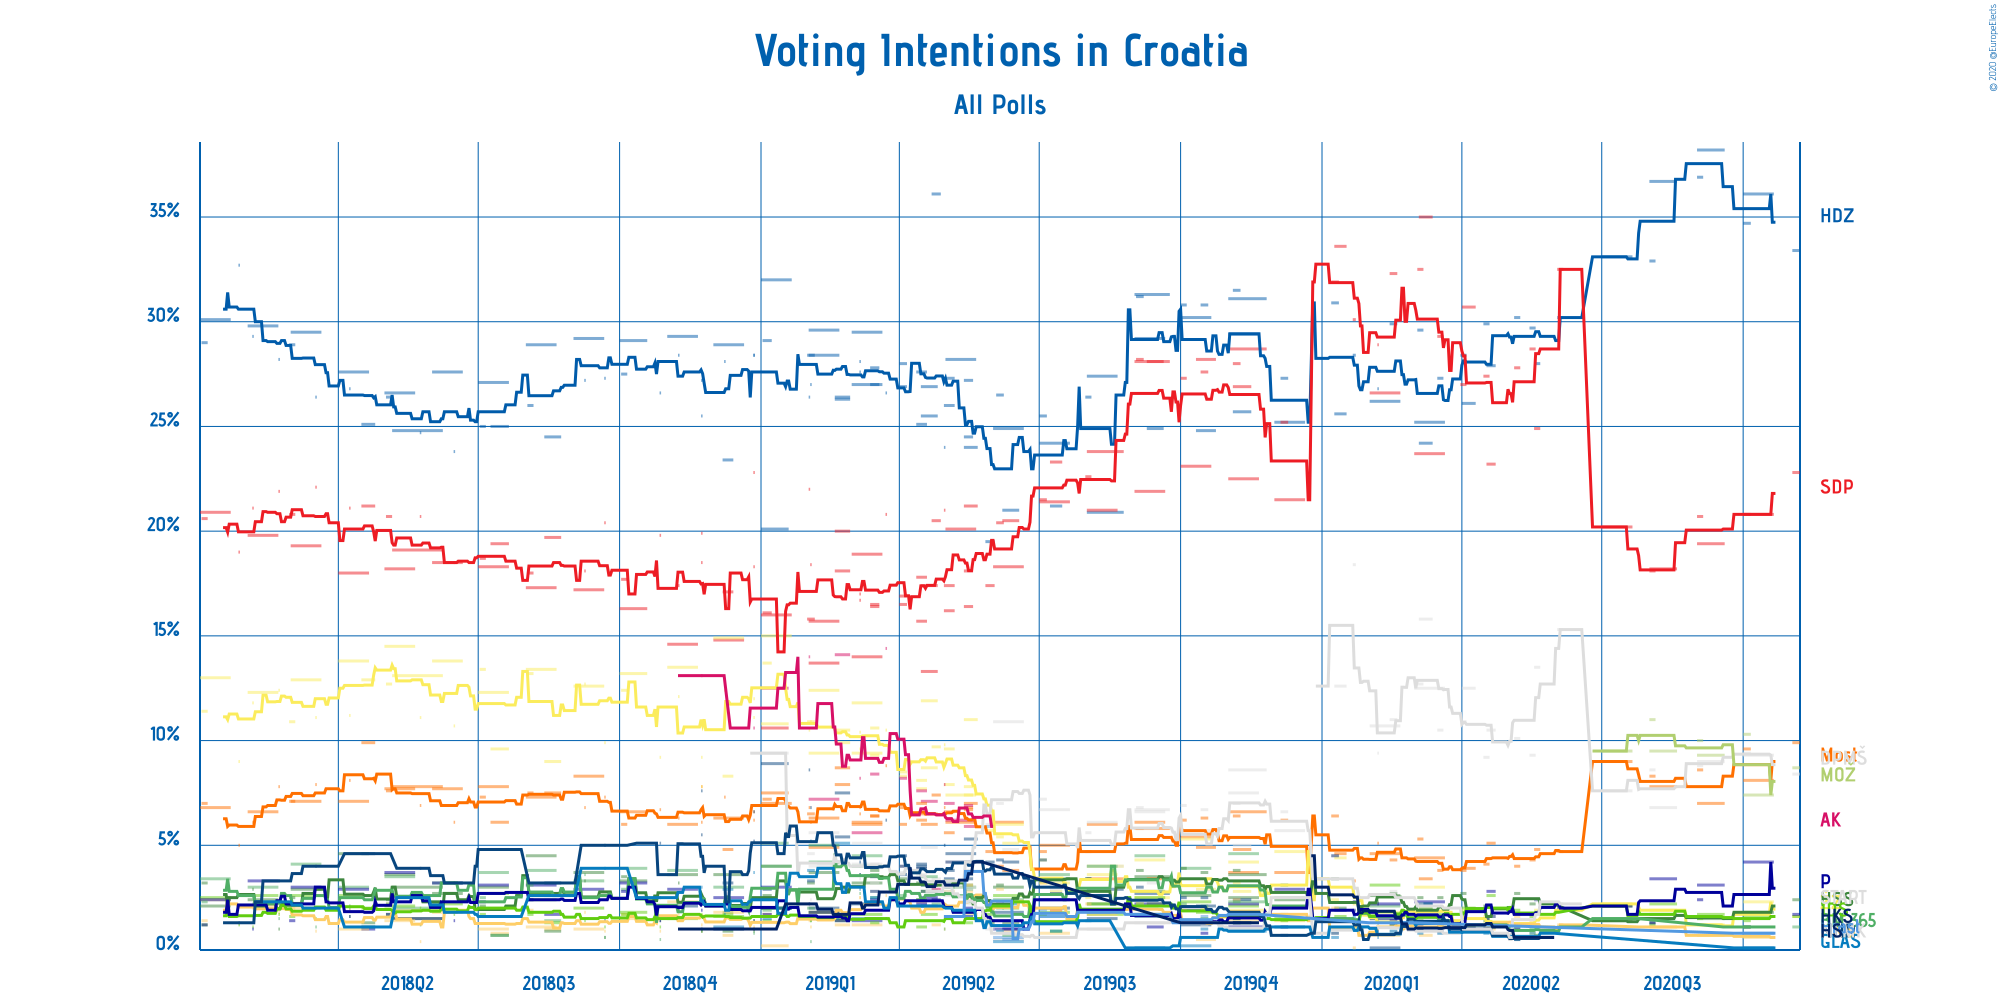 © 2020 @EuropeElects
Voting Intentions in Croatia
All Polls
35%
30%
25%
20%
15%
10%
5%
0%
HDZ
SDP
Most
MOZ
AK
P
HKS
GLAS
2018Q2
2018Q3
2018Q4
2019Q1
2019Q2
2019Q3
2019Q4
2020Q1
2020Q2
2020Q3